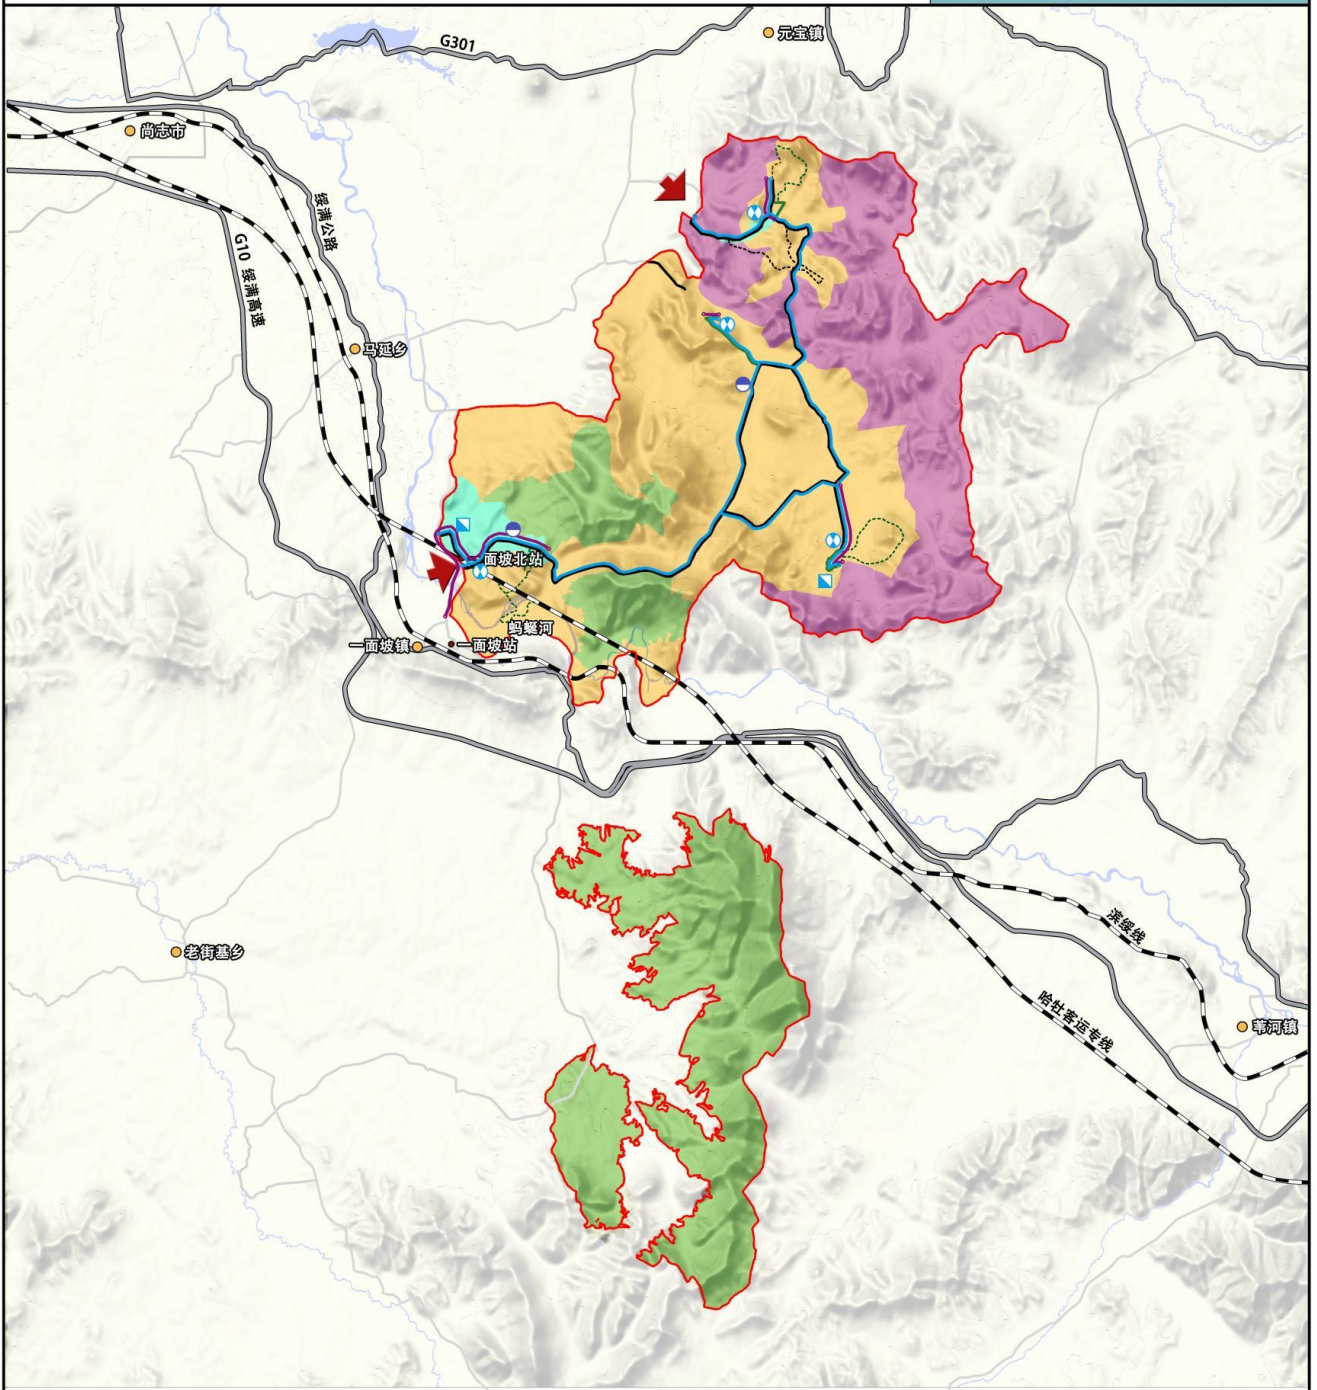 元宝镇
G301
尚志市
绥满公路
G10 绥满高速
马延乡
面坡北站
蚂蜒河
一面坡镇
一面坡站
老街基乡
滨绥线
哈牡客运专线
苇河镇